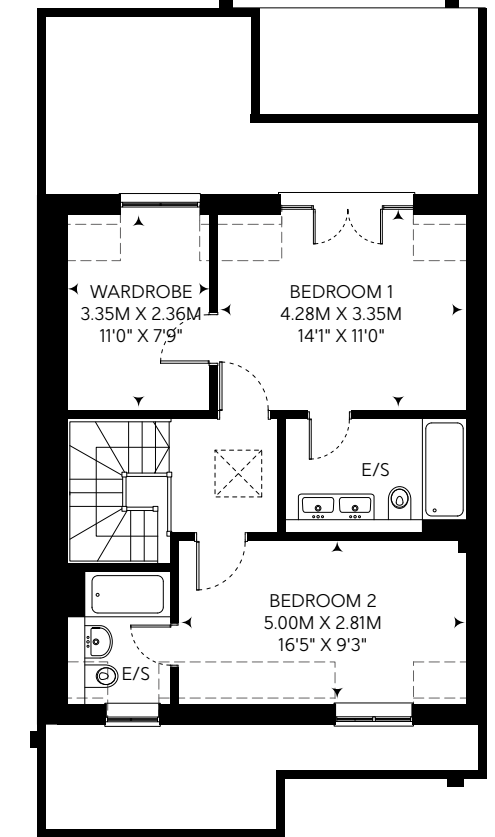 WARDROBE
3.35M X 2.36M
11'0" X 7'9"
BEDROOM 1
4.28M X 3.35M
14'1" X 11'0"
E/S
BEDROOM 2
5.00M X 2.81M
16'5" X 9'3"
E/S